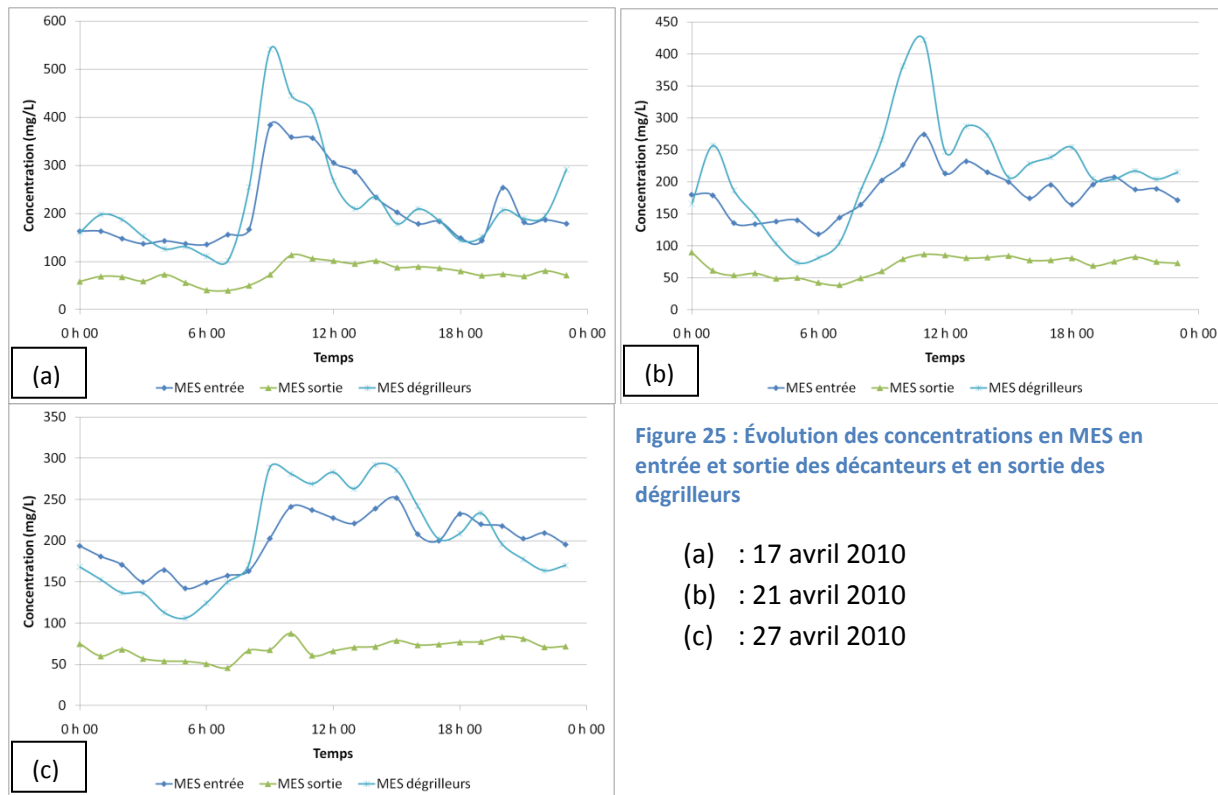 600
500
400
300
200
100
0
Concentration (mg/L)
0 h 00 6 h 00 12 h 00 18 h 00 0 h 00
Temps
(a)
MES entrée MES sortie MES dégrilleurs
450
400
350
300
250
200
150
100
50
0
Concentration (mg/L)
0 h 00 6 h 00 12 h 00 18 h 00 0 h 00
Temps
(b)
MES entrée MES sortie MES dégrilleurs
350
300
250
200
150
100
50
0
Concentration (mg/L)
0 h 00 6 h 00 12 h 00 18 h 00 0 h 00
Temps
(c)
MES entrée MES sortie MES dégrilleurs
Figure 25 : Évolution des concentrations en MES en
entrée et sortie des décanteurs et en sortie des
dégrilleurs
(a) : 17 avril 2010
(b) : 21 avril 2010
(c) : 27 avril 2010